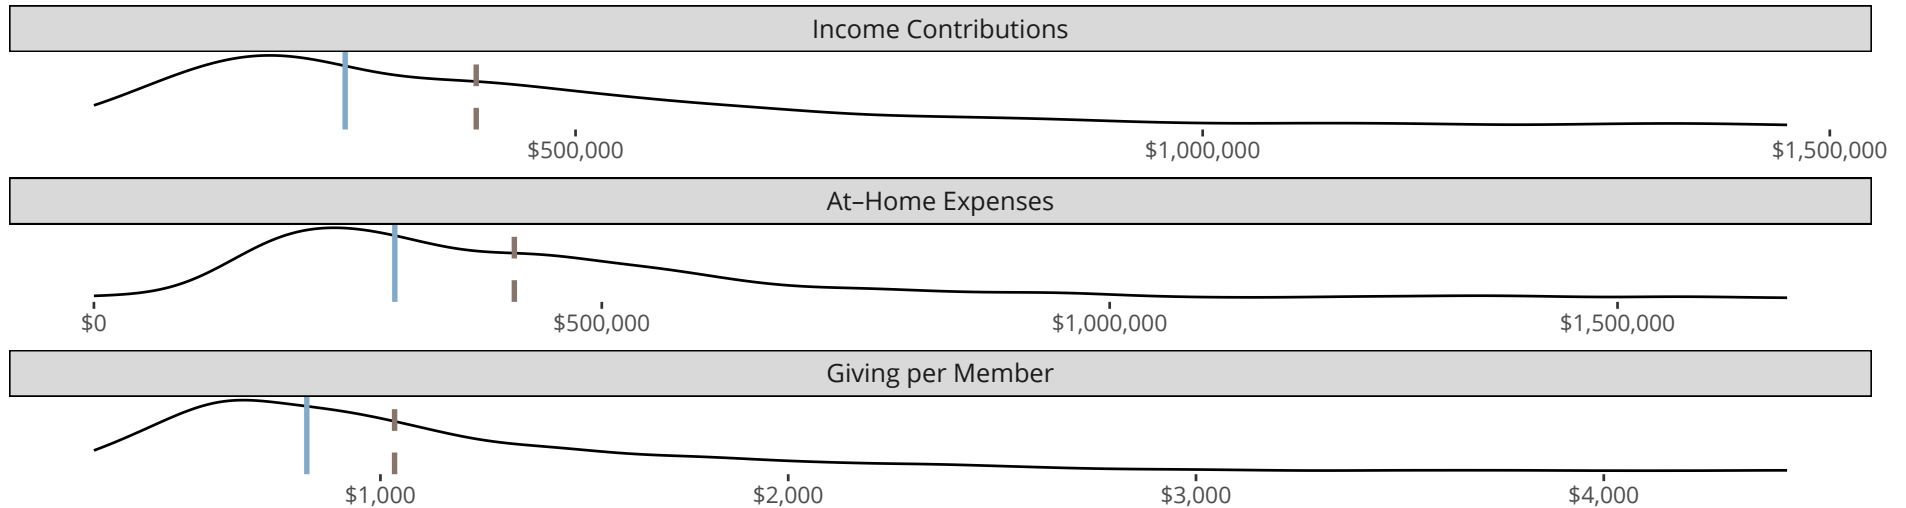 Income Contributions
$500,000 $1,000,000 $1,500,000
At–Home Expenses
$0 $500,000 $1,000,000 $1,500,000
Giving per Member
$1,000 $2,000 $3,000 $4,000